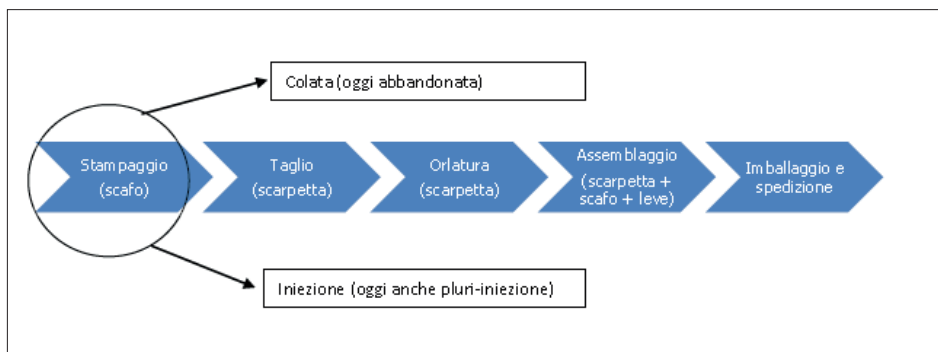 Colata (oggi abbandonata)
Stampaggio
(scafo)
Taglio
(scarpetta)
Orlatura
(scarpetta)
Assemblaggio
(scarpetta +
scafo + leve)
Imballaggio e
spedizione
Iniezione (oggi anche pluri-iniezione)